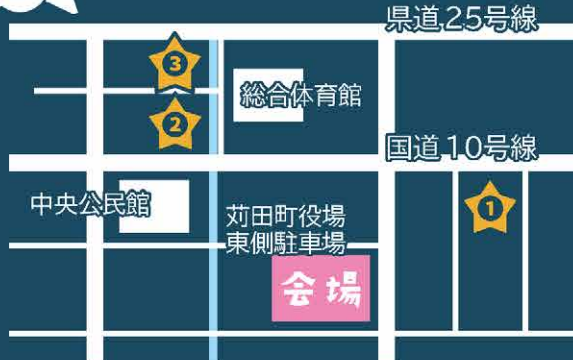 県道25号線
3
総合体育館
2
国道10号線
中央公民館
1
苅田町役場
東側駐車場
会場